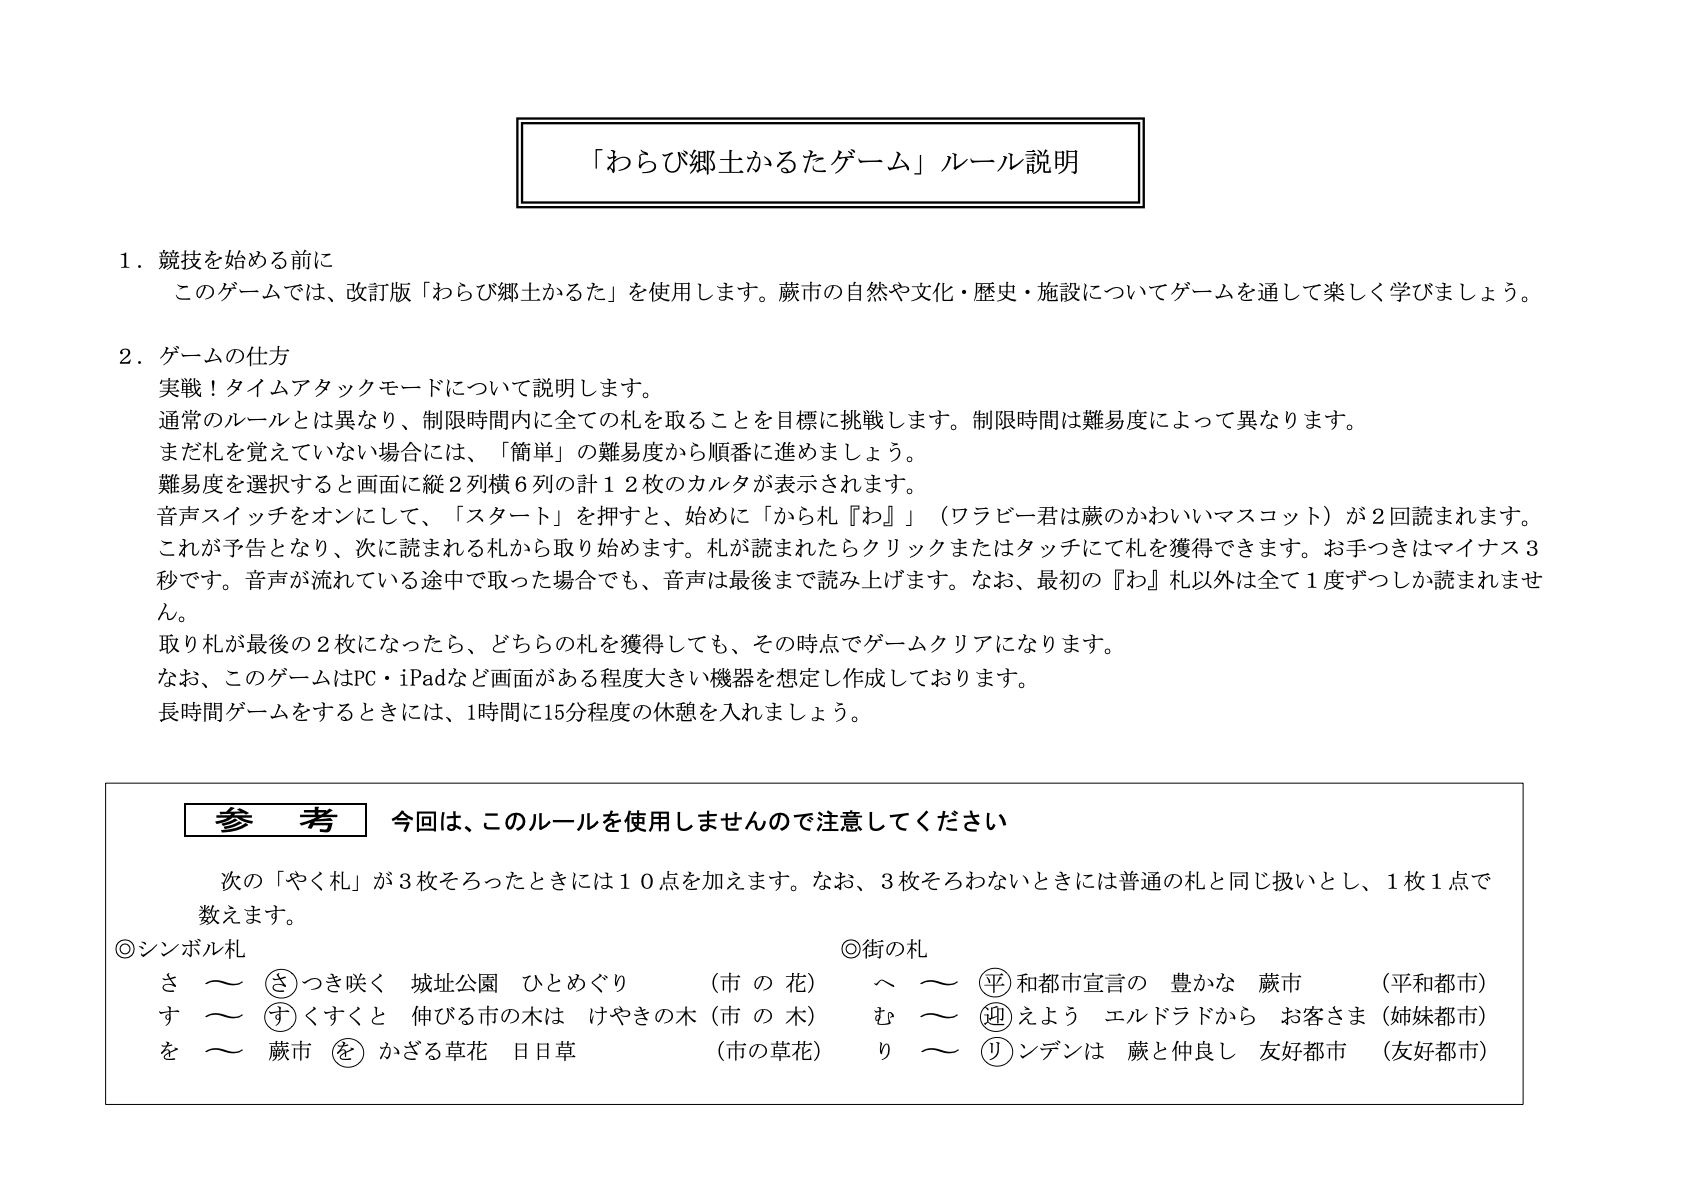 「わらび郷土かるたゲーム」ルール説明
１．競技を始める前に
このゲームでは、改訂版「わらび郷土かるた」を使用します。蕨市の自然や文化・歴史・施設についてゲームを通して楽しく学びましょう。
２．ゲームの仕方
実戦！タイムアタックモードについて説明します。
通常のルールとは異なり、制限時間内に全ての札を取ることを目標に挑戦します。制限時間は難易度によって異なります。
まだ札を覚えていない場合には、「簡単」の難易度から順番に進めましょう。
難易度を選択すると画面に縦２列横６列の計１２枚のカルタが表示されます。
音声スイッチをオンにして、「スタート」を押すと、始めに「から札『わ』」（ワラビー君は蕨のかわいいマスコット）が２回読まれます。
これが予告となり、次に読まれる札から取り始めます。札が読まれたらクリックまたはタッチにて札を獲得できます。お手つきはマイナス３
秒です。音声が流れている途中で取った場合でも、音声は最後まで読み上げます。なお、最初の『わ』札以外は全て１度ずつしか読まれませ
ん。
取り札が最後の２枚になったら、どちらの札を獲得しても、その時点でゲームクリアになります。
なお、このゲームはPC・iPadなど画面がある程度大きい機器を想定し作成しております。
長時間ゲームをするときには、1時間に15分程度の休憩を入れましょう。
参　考　今回は、このルールを使用しませんので注意してください
次の「やく札」が３枚そろったときには１０点を加えます。なお、３枚そろわないときには普通の札と同じ扱いとし、１枚１点で
数えます。
◎シンボル札
さ　～　さつき咲く　城址公園　ひとめぐり　（市 の 花）
す　～　すくすくと　伸びる市の木は　けやきの木（市 の 木）
を　～　蕨市　を　かざる草花　日日草　（市の草花）
◎街の札
へ　～　平和都市宣言の　豊かな　蕨市　（平和都市）
む　～　迎えよう　エルドラドから　お客さま（姉妹都市）
り　～　リンデンは　蕨と仲良し　友好都市　（友好都市）